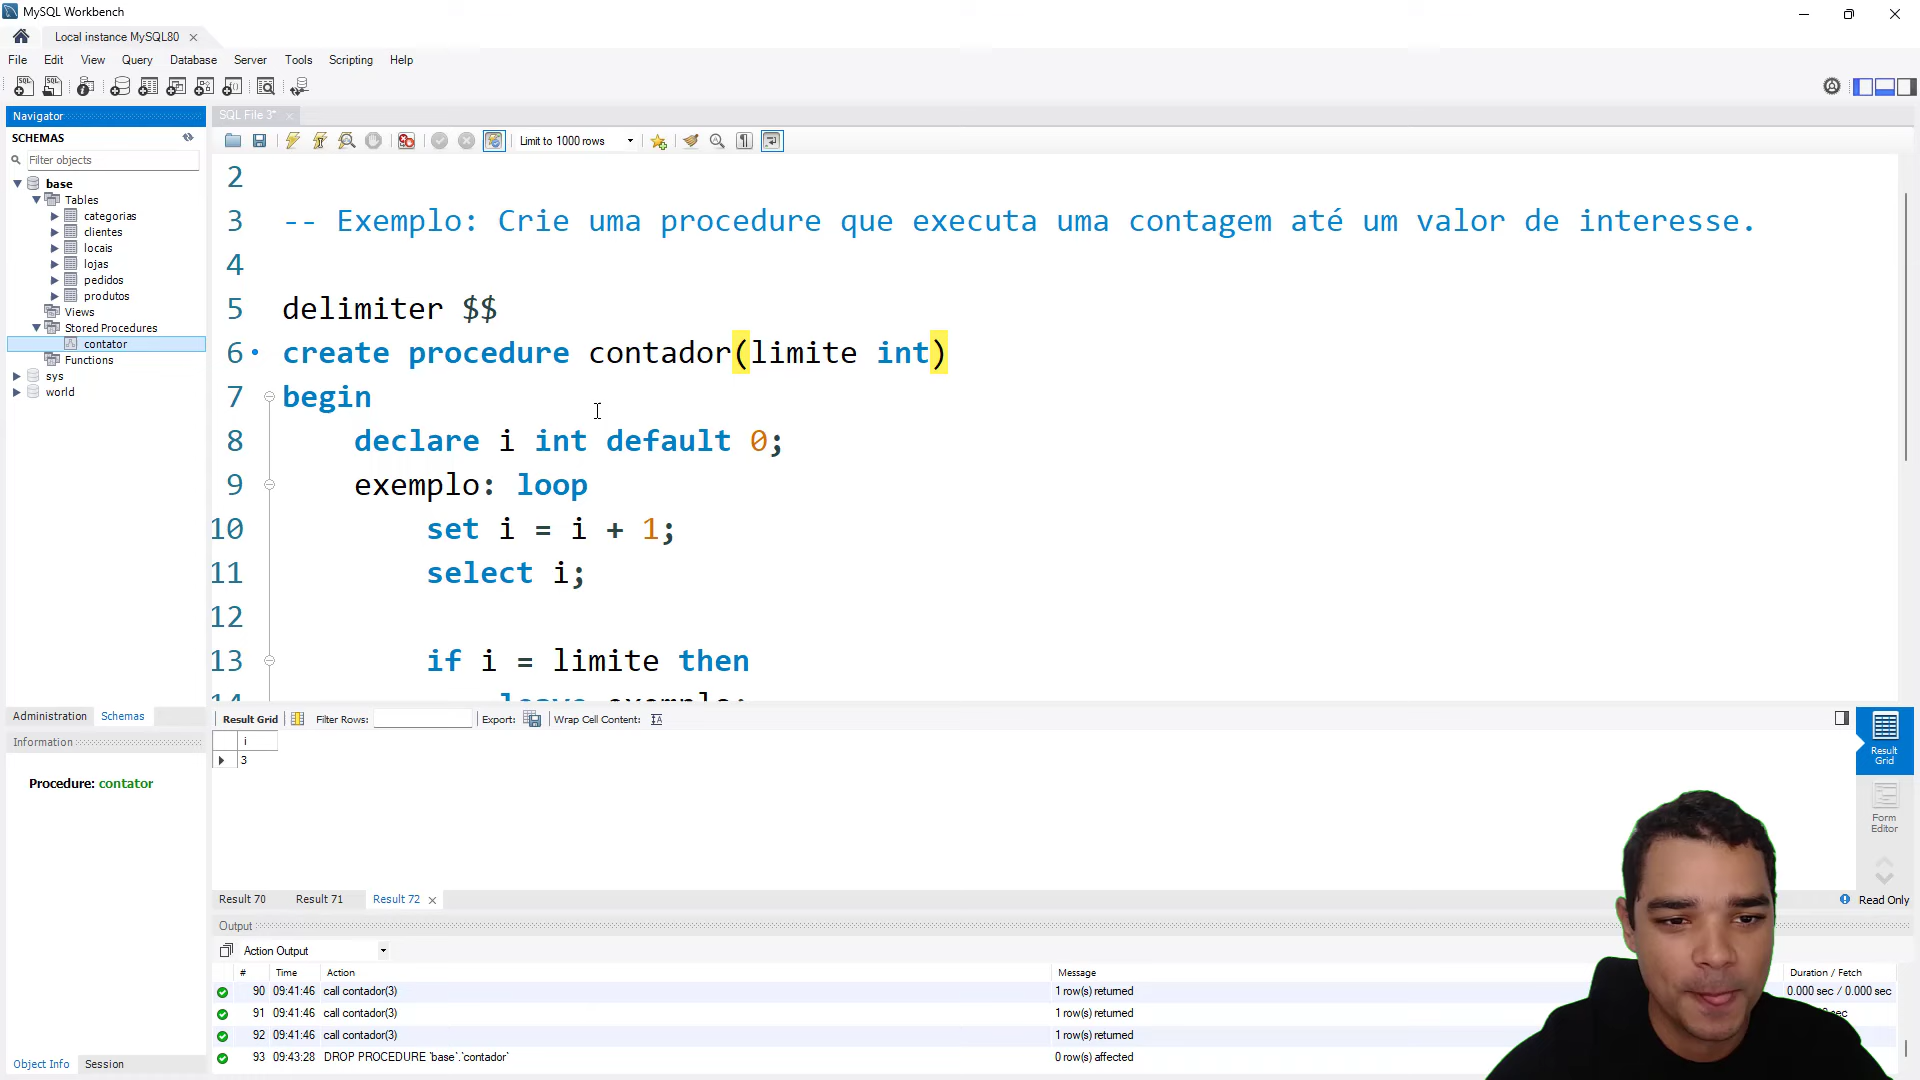 MySQL Workbench
Local instance MySQL80
File Edit View Query Database Server Tools Scripting Help
Navigator
SCHEMAS
Filter objects
base
Tables
categorias
clientes
locais
lojas
pedidos
produtos
Views
Stored Procedures
contator
Functions
sys
world
Administration Schemas
Information
Procedure: contator
Object Info Session
SQL File 3*
Limit to 1000 rows
2
3 -- Exemplo: Crie uma procedure que executa uma contagem até um valor de interesse.
4
5 delimiter $$
6 create procedure contador(limite int)
7 begin
8 declare i int default 0;
9 exemplo: loop
10 set i = i + 1;
11 select i;
12
13 if i = limite then
14 leave exemplo;
Result Grid Filter Rows: Export: Wrap Cell Content:
i
3
Result Grid
Form Editor
Result 70 Result 71 Result 72
Read Only
Output
Action Output
# Time Action Message Duration / Fetch
90 09:41:46 call contador(3) 1 row(s) returned 0.000 sec / 0.000 sec
91 09:41:46 call contador(3) 1 row(s) returned
92 09:41:46 call contador(3) 1 row(s) returned
93 09:43:28 DROP PROCEDURE `base`.`contador` 0 row(s) affected